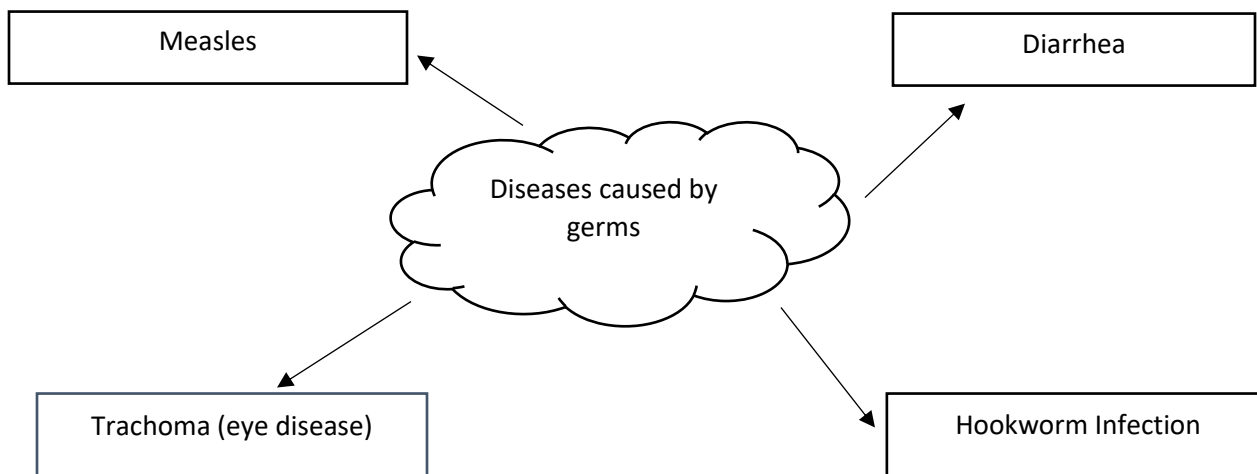 Measles
Diarrhea
Diseases caused by
germs
Trachoma (eye disease)
Hookworm Infection